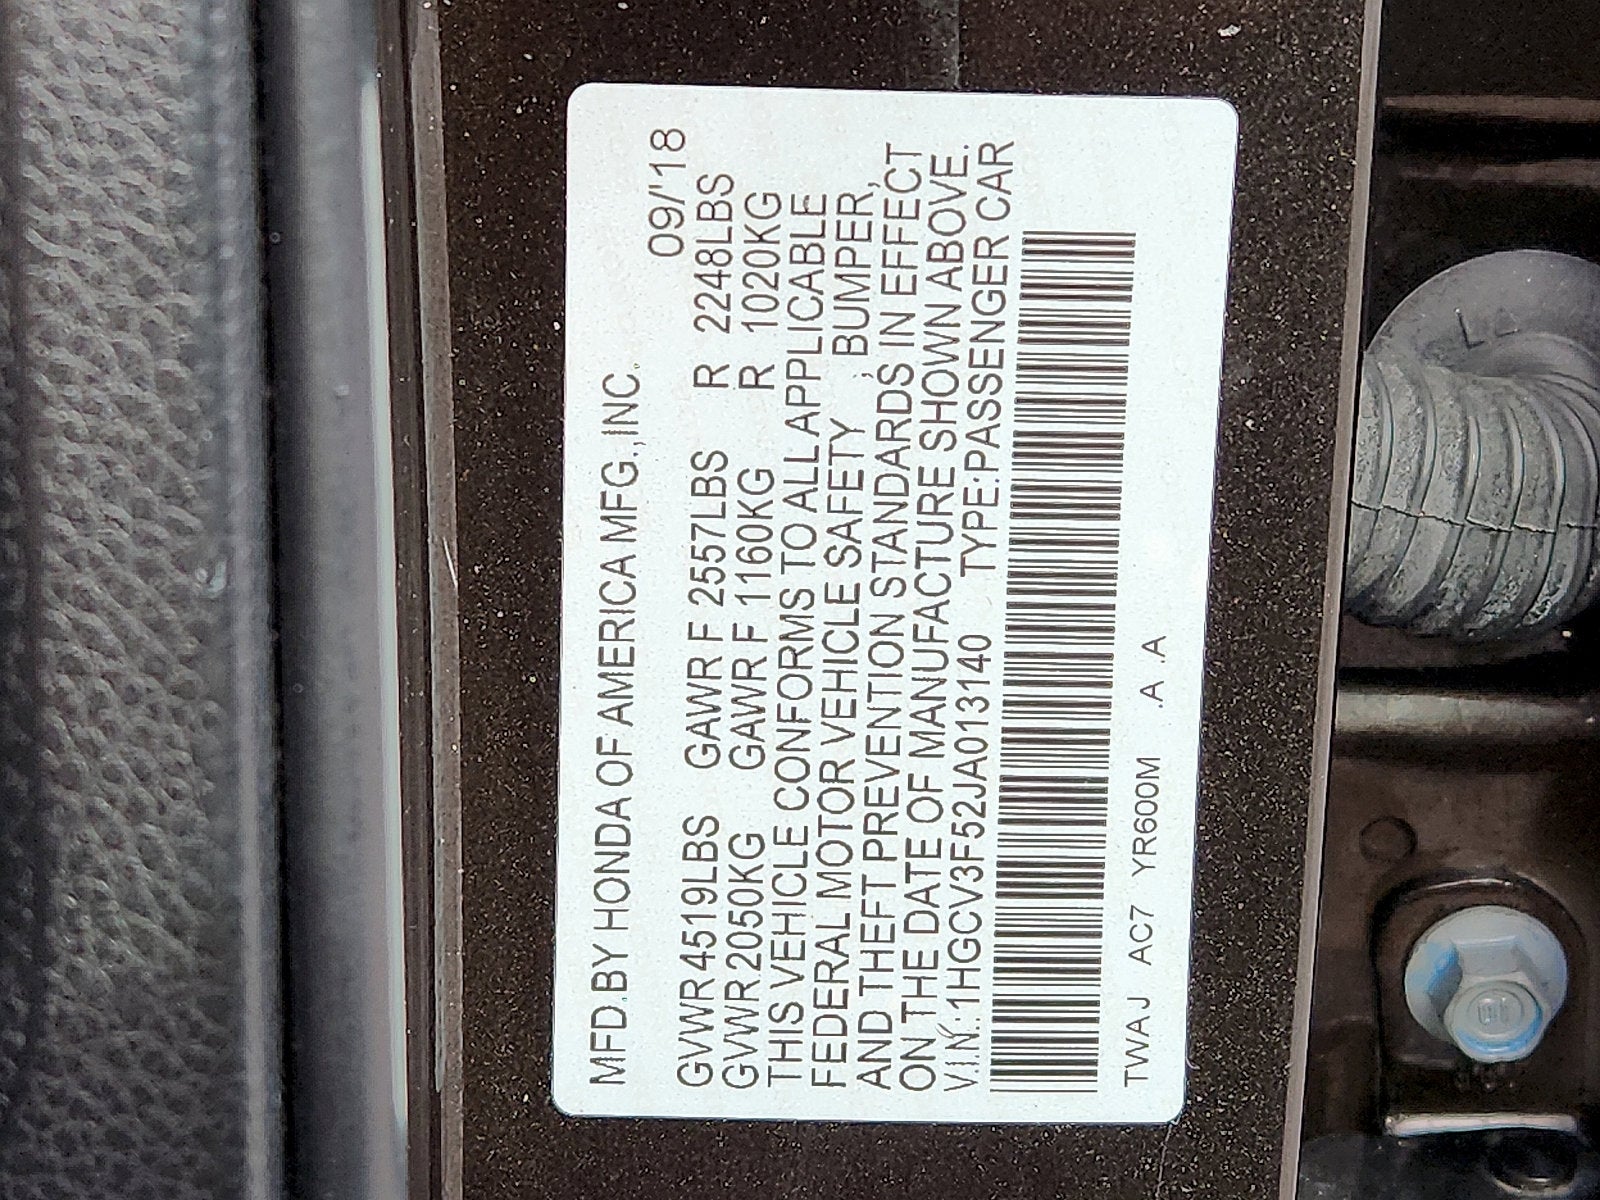 MFD.BY HONDA OF AMERICA MFG.,INC.
09/'18
GVWR 4519LBS GAWR F 2557LBS R 2248LBS
GVWR 2050KG GAWR F 1160KG R 1020KG
THIS VEHICLE CONFORMS TO ALL APPLICABLE
FEDERAL MOTOR VEHICLE SAFETY , BUMPER,
AND THEFT PREVENTION STANDARDS IN EFFECT
ON THE DATE OF MANUFACTURE SHOWN ABOVE.
V.I.N.:1HGCV3F52JA013140 TYPE:PASSENGER CAR
TWAJ AC7 YR600M .A .A